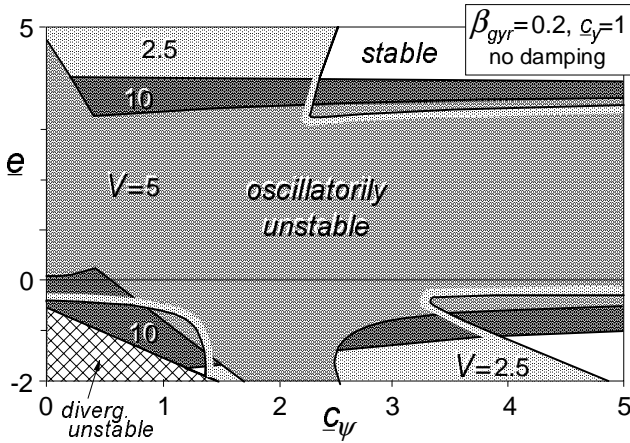 5
2.5
stable
β_gyr=0.2, c_y=1
no damping
10
e
V=5
oscillatorily
unstable
0
10
V=2.5
-2
0
1
2
3
4
5
diverg.
unstable
c_ψ